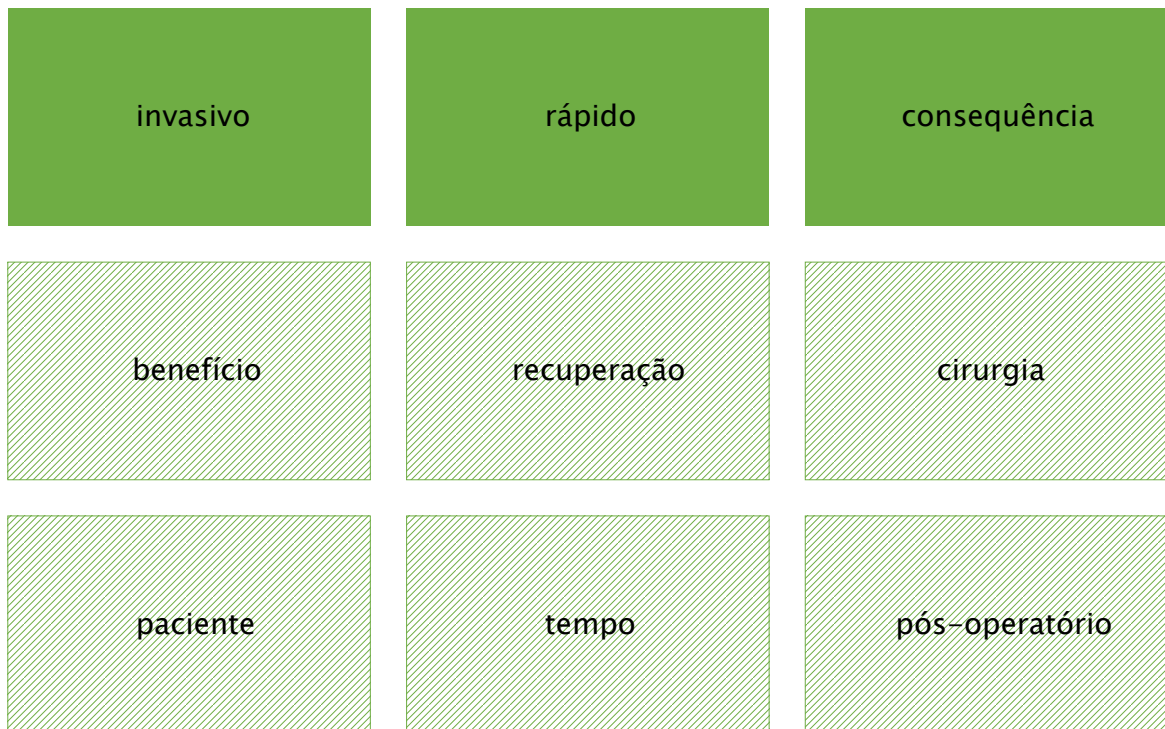 invasivo
rápido
consequência
benefício
recuperação
cirurgia
paciente
tempo
pós-operatório